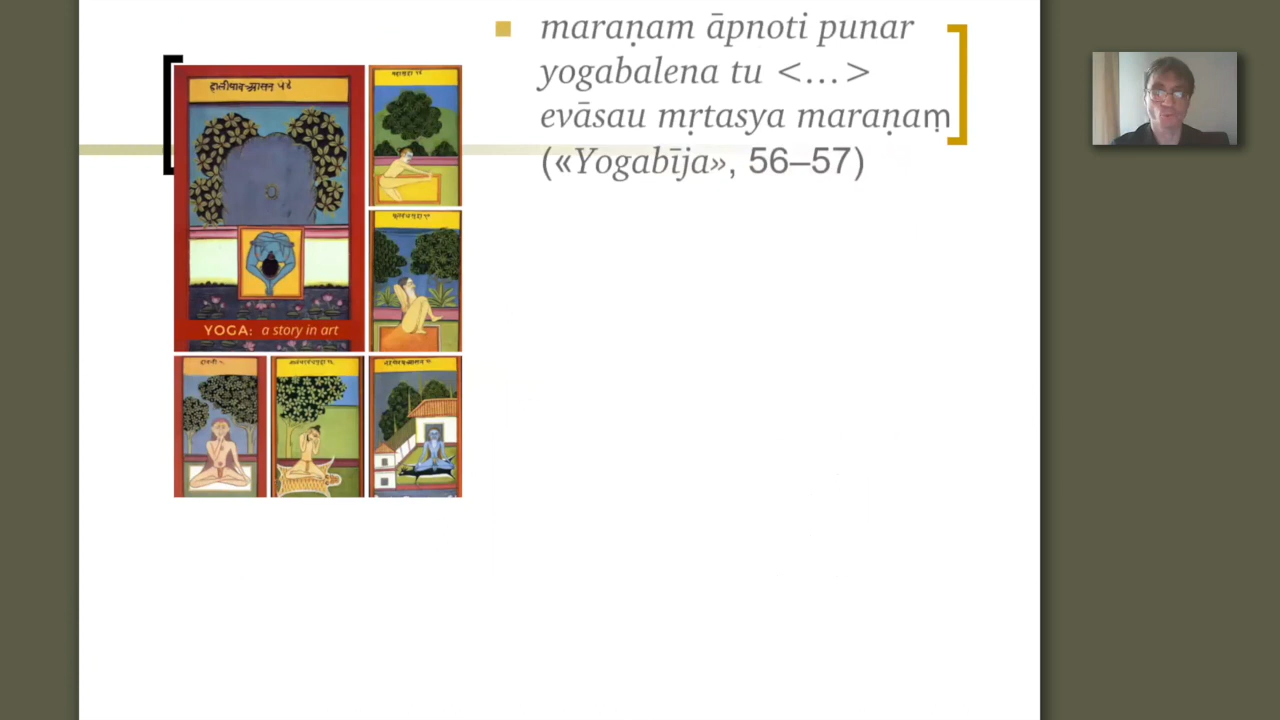 maraṇam āpnoti punar
yogabalena tu <…>
evāsau mṛtasya maraṇaṃ
(«Yogabīja», 56–57)
YOGA: a story in art